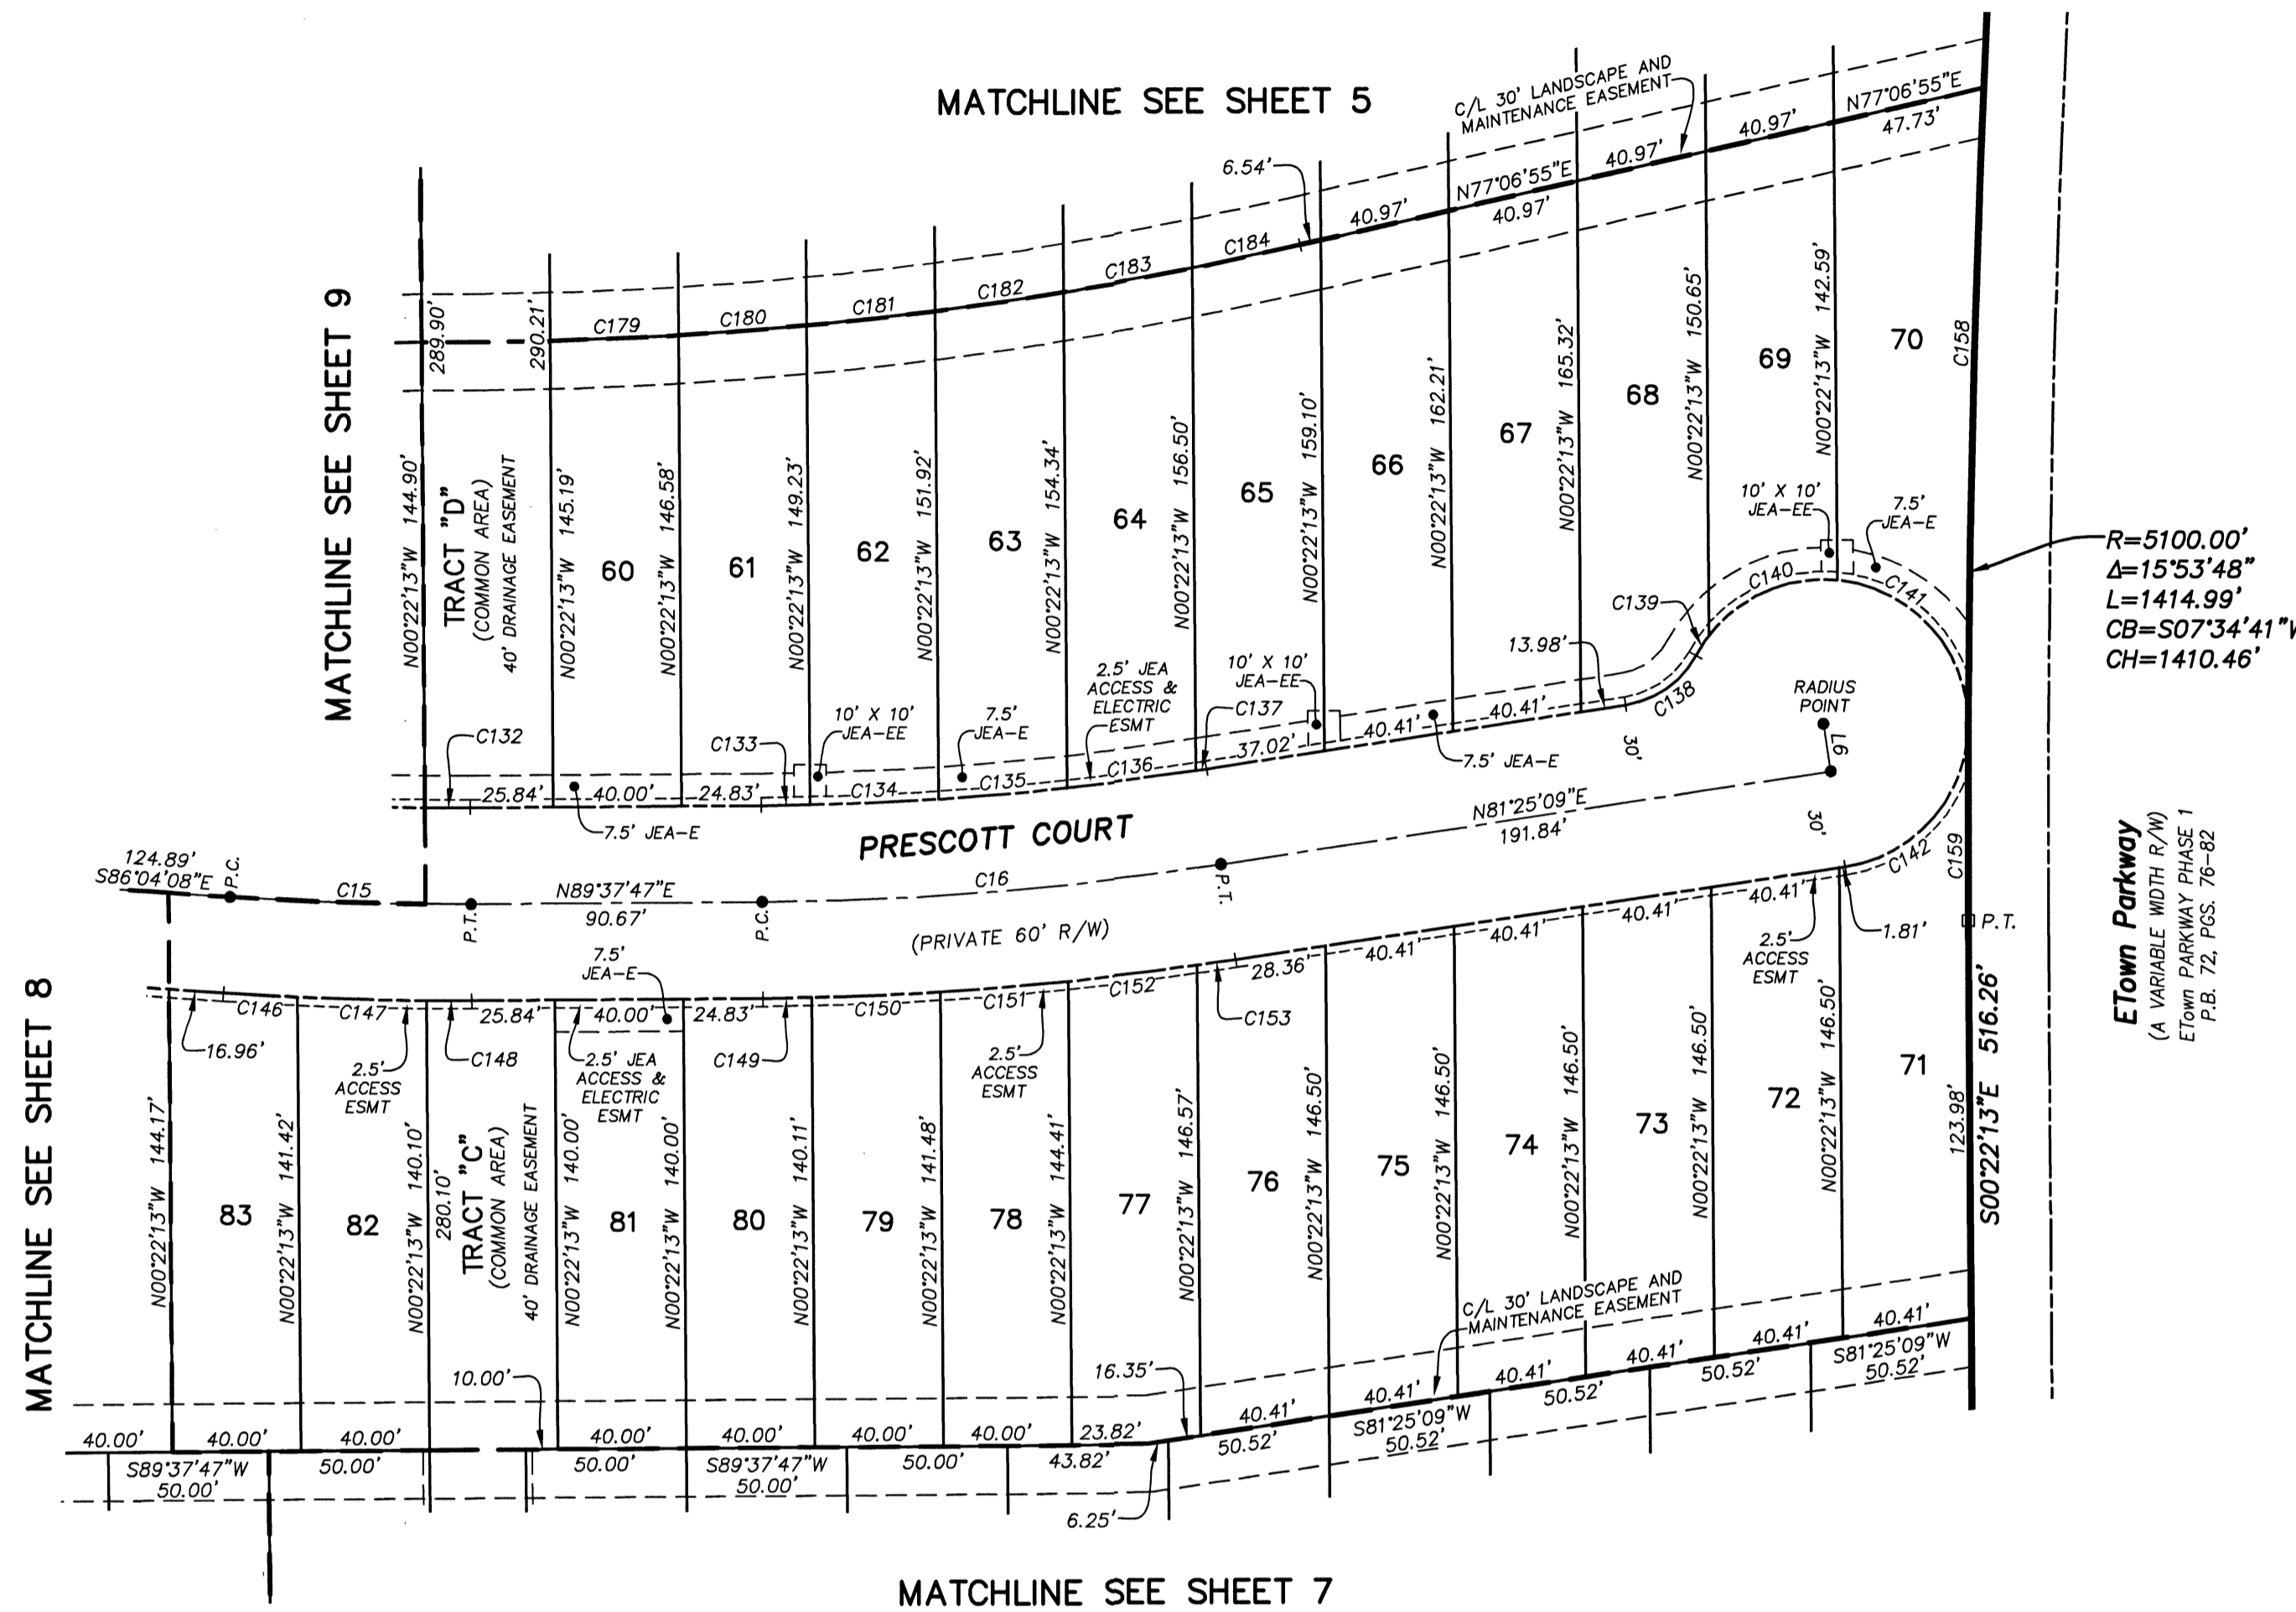 MATCHLINE SEE SHEET 5
C/L 30' LANDSCAPE AND
MAINTENANCE EASEMENT
N77°06'55"E
47.73'
40.97'
40.97'
N77°06'55"E
40.97'
40.97'
6.54'
C184
C183
C182
C181
C180
C179
MATCHLINE SEE SHEET 9
289.90'
290.21'
N00°22'13"W 144.90'
TRACT "D"
(COMMON AREA)
40' DRAINAGE EASEMENT
N00°22'13"W 145.19'
60
N00°22'13"W 146.58'
61
N00°22'13"W 149.23'
62
N00°22'13"W 151.92'
63
N00°22'13"W 154.34'
64
N00°22'13"W 156.50'
65
N00°22'13"W 159.10'
66
N00°22'13"W 162.21'
67
N00°22'13"W 165.32'
68
N00°22'13"W 150.65'
69
N00°22'13"W 142.59'
70
C158
10' X 10'
JEA-EE
7.5'
JEA-E
R=5100.00'
Δ=15°53'48"
L=1414.99'
CB=S07°34'41"W
CH=1410.46'
C140
C141
C139
13.98'
C138
2.5' JEA
ACCESS &
ELECTRIC
ESMT
10' X 10'
JEA-EE
C137
10' X 10'
JEA-EE
7.5'
JEA-E
C132
C133
25.84'
40.00'
24.83'
C134
C135
C136
37.02'
40.41'
40.41'
7.5' JEA-E
7.5' JEA-E
30'
RADIUS
POINT
L6
PRESCOTT COURT
N81°25'09"E
191.84'
30'
124.89'
S86°04'08"E
P.C.
C15
N89°37'47"E
90.67'
P.T.
P.C.
C16
P.T.
(PRIVATE 60' R/W)
C142
C159
P.T.
1.81'
2.5'
ACCESS
ESMT
ETown Parkway
(A VARIABLE WIDTH R/W)
ETown PARKWAY PHASE 1
P.B. 72, PGS. 76-82
S00°22'13"E 516.26'
123.98'
MATCHLINE SEE SHEET 8
7.5'
JEA-E
C146
C147
25.84'
40.00'
24.83'
C150
C151
C152
28.36'
40.41'
40.41'
40.41'
40.41'
C153
16.96'
2.5'
ACCESS
ESMT
C148
2.5' JEA
ACCESS &
ELECTRIC
ESMT
C149
2.5'
ACCESS
ESMT
N00°22'13"W 144.17'
83
N00°22'13"W 141.42'
82
N00°22'13"W 140.10'
280.10'
TRACT "C"
(COMMON AREA)
40' DRAINAGE EASEMENT
N00°22'13"W 140.00'
81
N00°22'13"W 140.00'
80
N00°22'13"W 140.11'
79
N00°22'13"W 141.48'
78
N00°22'13"W 144.41'
77
N00°22'13"W 146.57'
76
N00°22'13"W 146.50'
75
N00°22'13"W 146.50'
74
N00°22'13"W 146.50'
73
N00°22'13"W 146.50'
72
N00°22'13"W 146.50'
71
C/L 30' LANDSCAPE AND
MAINTENANCE EASEMENT
10.00'
16.35'
40.00'
40.00'
40.00'
40.00'
40.00'
40.00'
40.00'
23.82'
40.41'
40.41'
40.41'
40.41'
40.41'
40.41'
S89°37'47"W
50.00'
50.00'
50.00'
S89°37'47"W
50.00'
50.00'
43.82'
6.25'
50.52'
S81°25'09"W
50.52'
50.52'
50.52'
S81°25'09"W
50.52'
MATCHLINE SEE SHEET 7